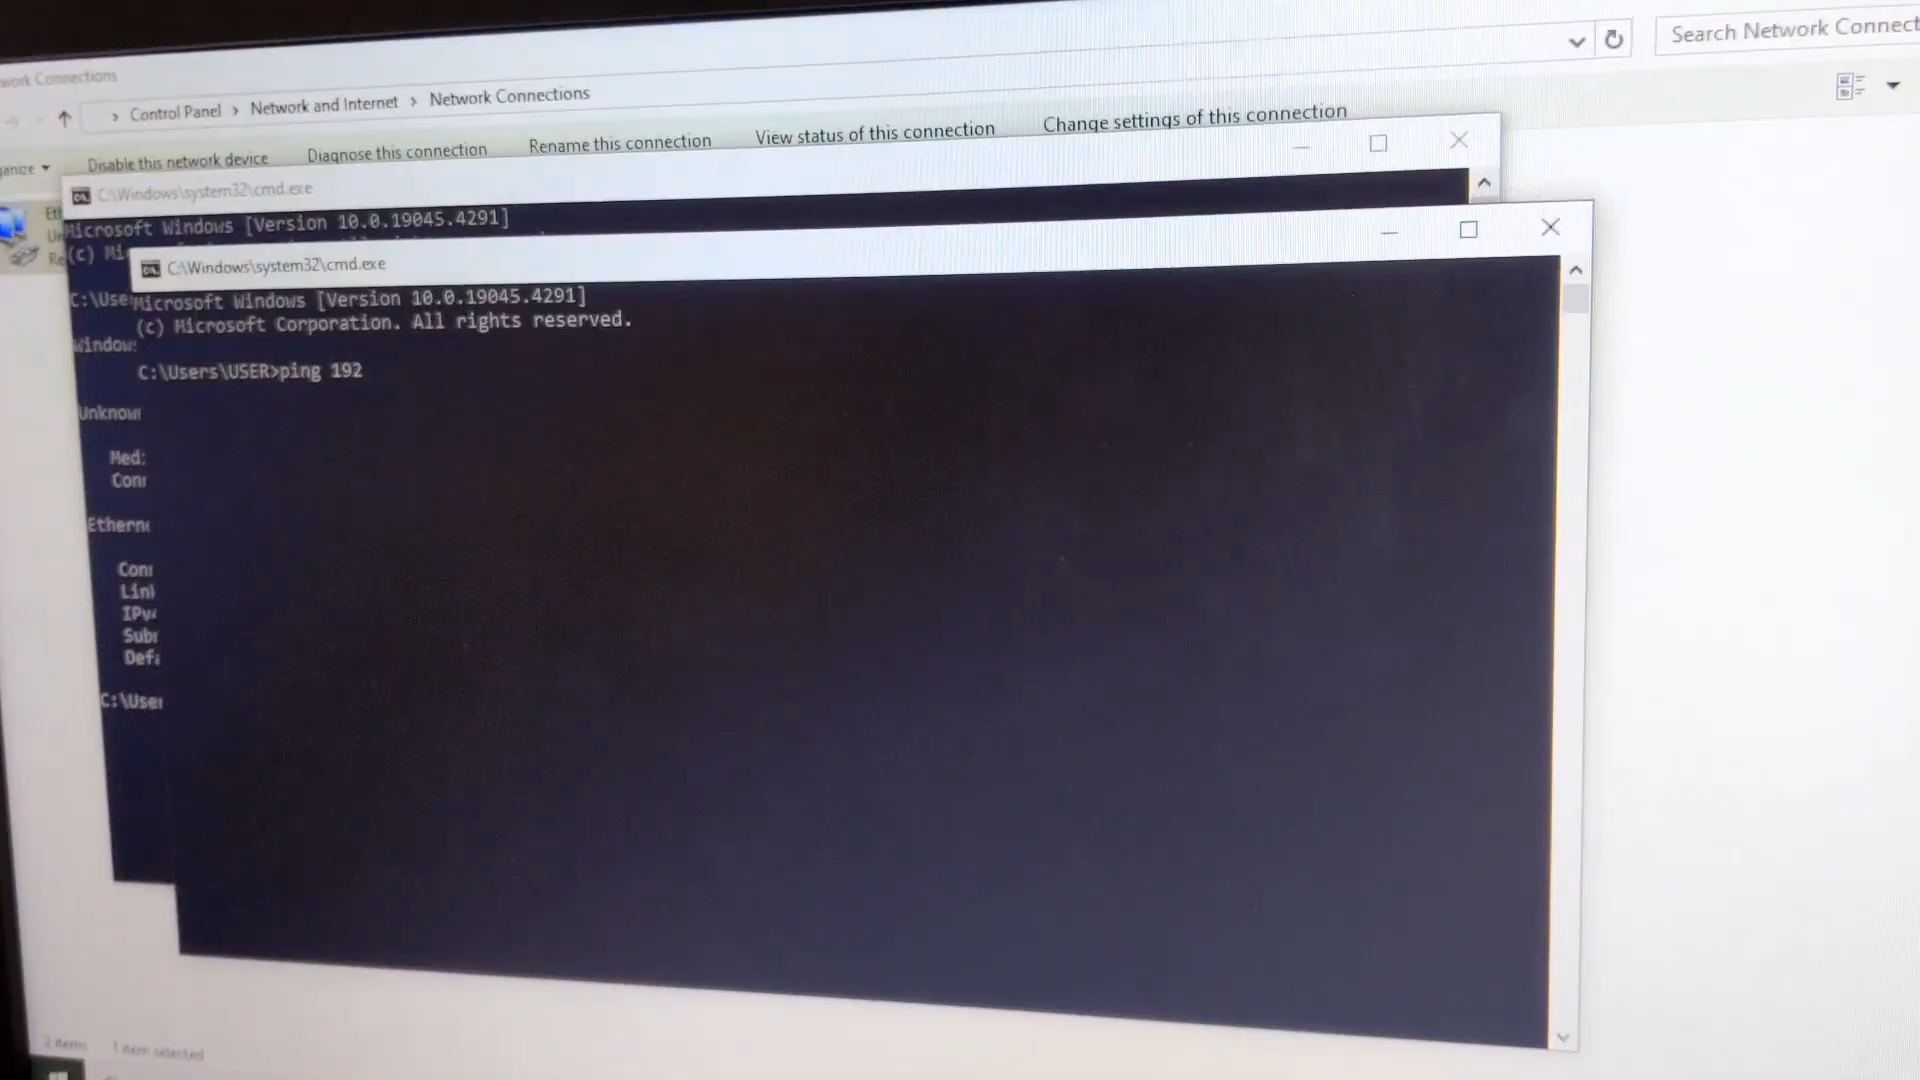 Connections
Search Network Connect
Control Panel > Network and Internet > Network Connections
Disable this network device Diagnose this connection Rename this connection View status of this connection Change settings of this connection
C:\Windows\system32\cmd.exe
Microsoft Windows [Version 10.0.19045.4291]
(c) Mi
C:\Use
Window
Unknow
Med
Con
Ethern
Con
Lin
IPv
Sub
Def
C:\User
C:\Windows\system32\cmd.exe
Microsoft Windows [Version 10.0.19045.4291]
(c) Microsoft Corporation. All rights reserved.
C:\Users\USER>ping 192
2 items 1 item selected